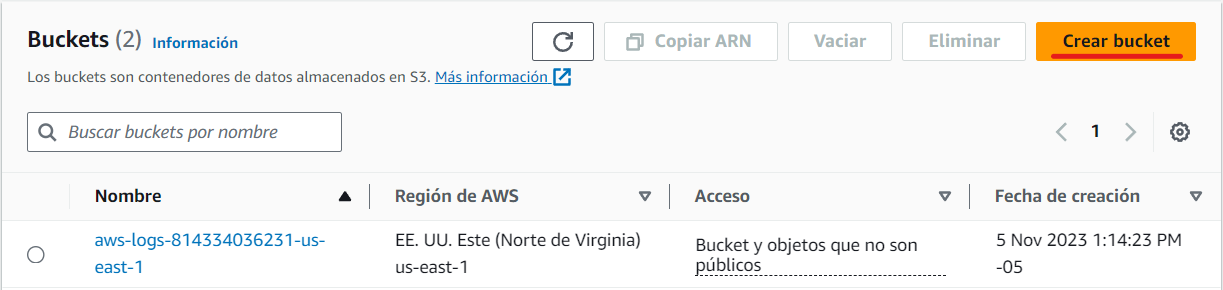 Buckets (2) Información
Copiar ARN
Vaciar
Eliminar
Crear bucket
Los buckets son contenedores de datos almacenados en S3. Más información
Buscar buckets por nombre
1
Nombre
Región de AWS
Acceso
Fecha de creación
aws-logs-814334036231-us-
east-1
EE. UU. Este (Norte de Virginia)
us-east-1
Bucket y objetos que no son
públicos
5 Nov 2023 1:14:23 PM
-05